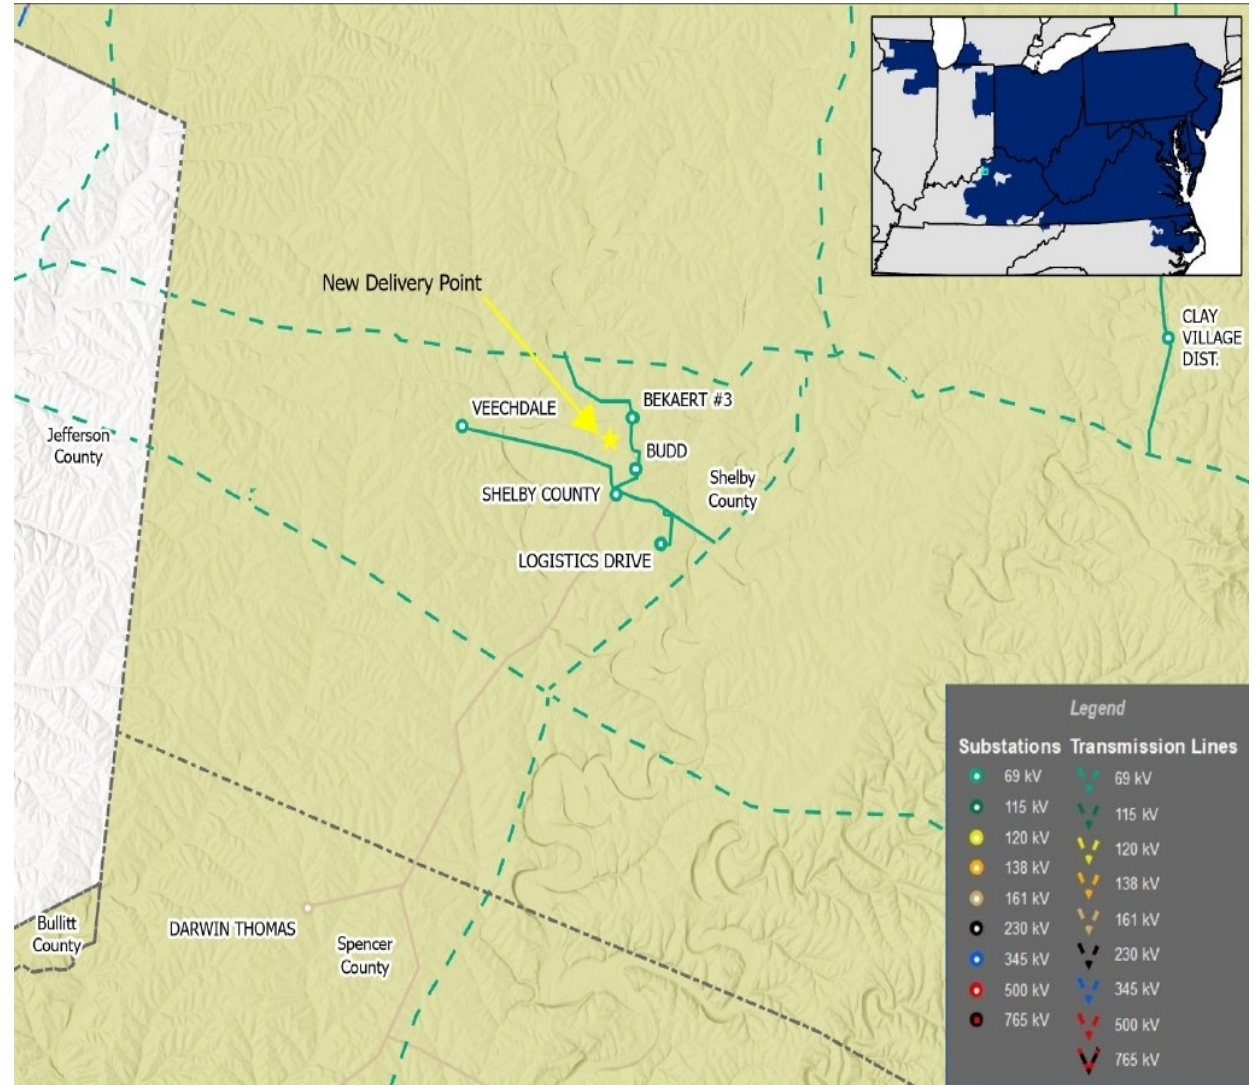 New Delivery Point
CLAY
VILLAGE
DIST.
BEKAERT #3
VEECHDALE
Jefferson
County
BUDD
Shelby
County
SHELBY COUNTY
LOGISTICS DRIVE
DARWIN THOMAS
Bullitt
County
Spencer
County
Legend
Substations Transmission Lines
69 kV 69 kV
115 kV 115 kV
120 kV 120 kV
138 kV 138 kV
161 kV 161 kV
230 kV 230 kV
345 kV 345 kV
500 kV 500 kV
765 kV 765 kV